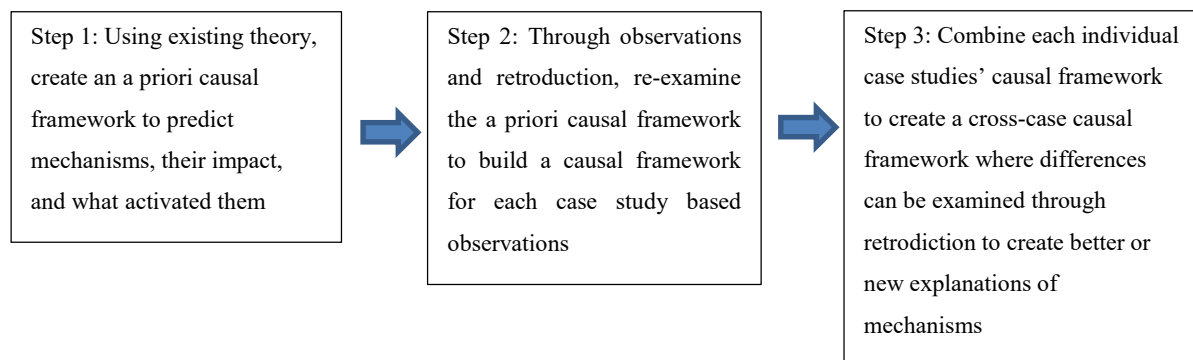 Step 1: Using existing theory,
create an a priori causal
framework to predict
mechanisms, their impact,
and what activated them
Step 2: Through observations
and retroduction, re-examine
the a priori causal framework
to build a causal framework
for each case study based
observations
Step 3: Combine each individual
case studies’ causal framework
to create a cross-case causal
framework where differences
can be examined through
retrodiction to create better or
new explanations of
mechanisms